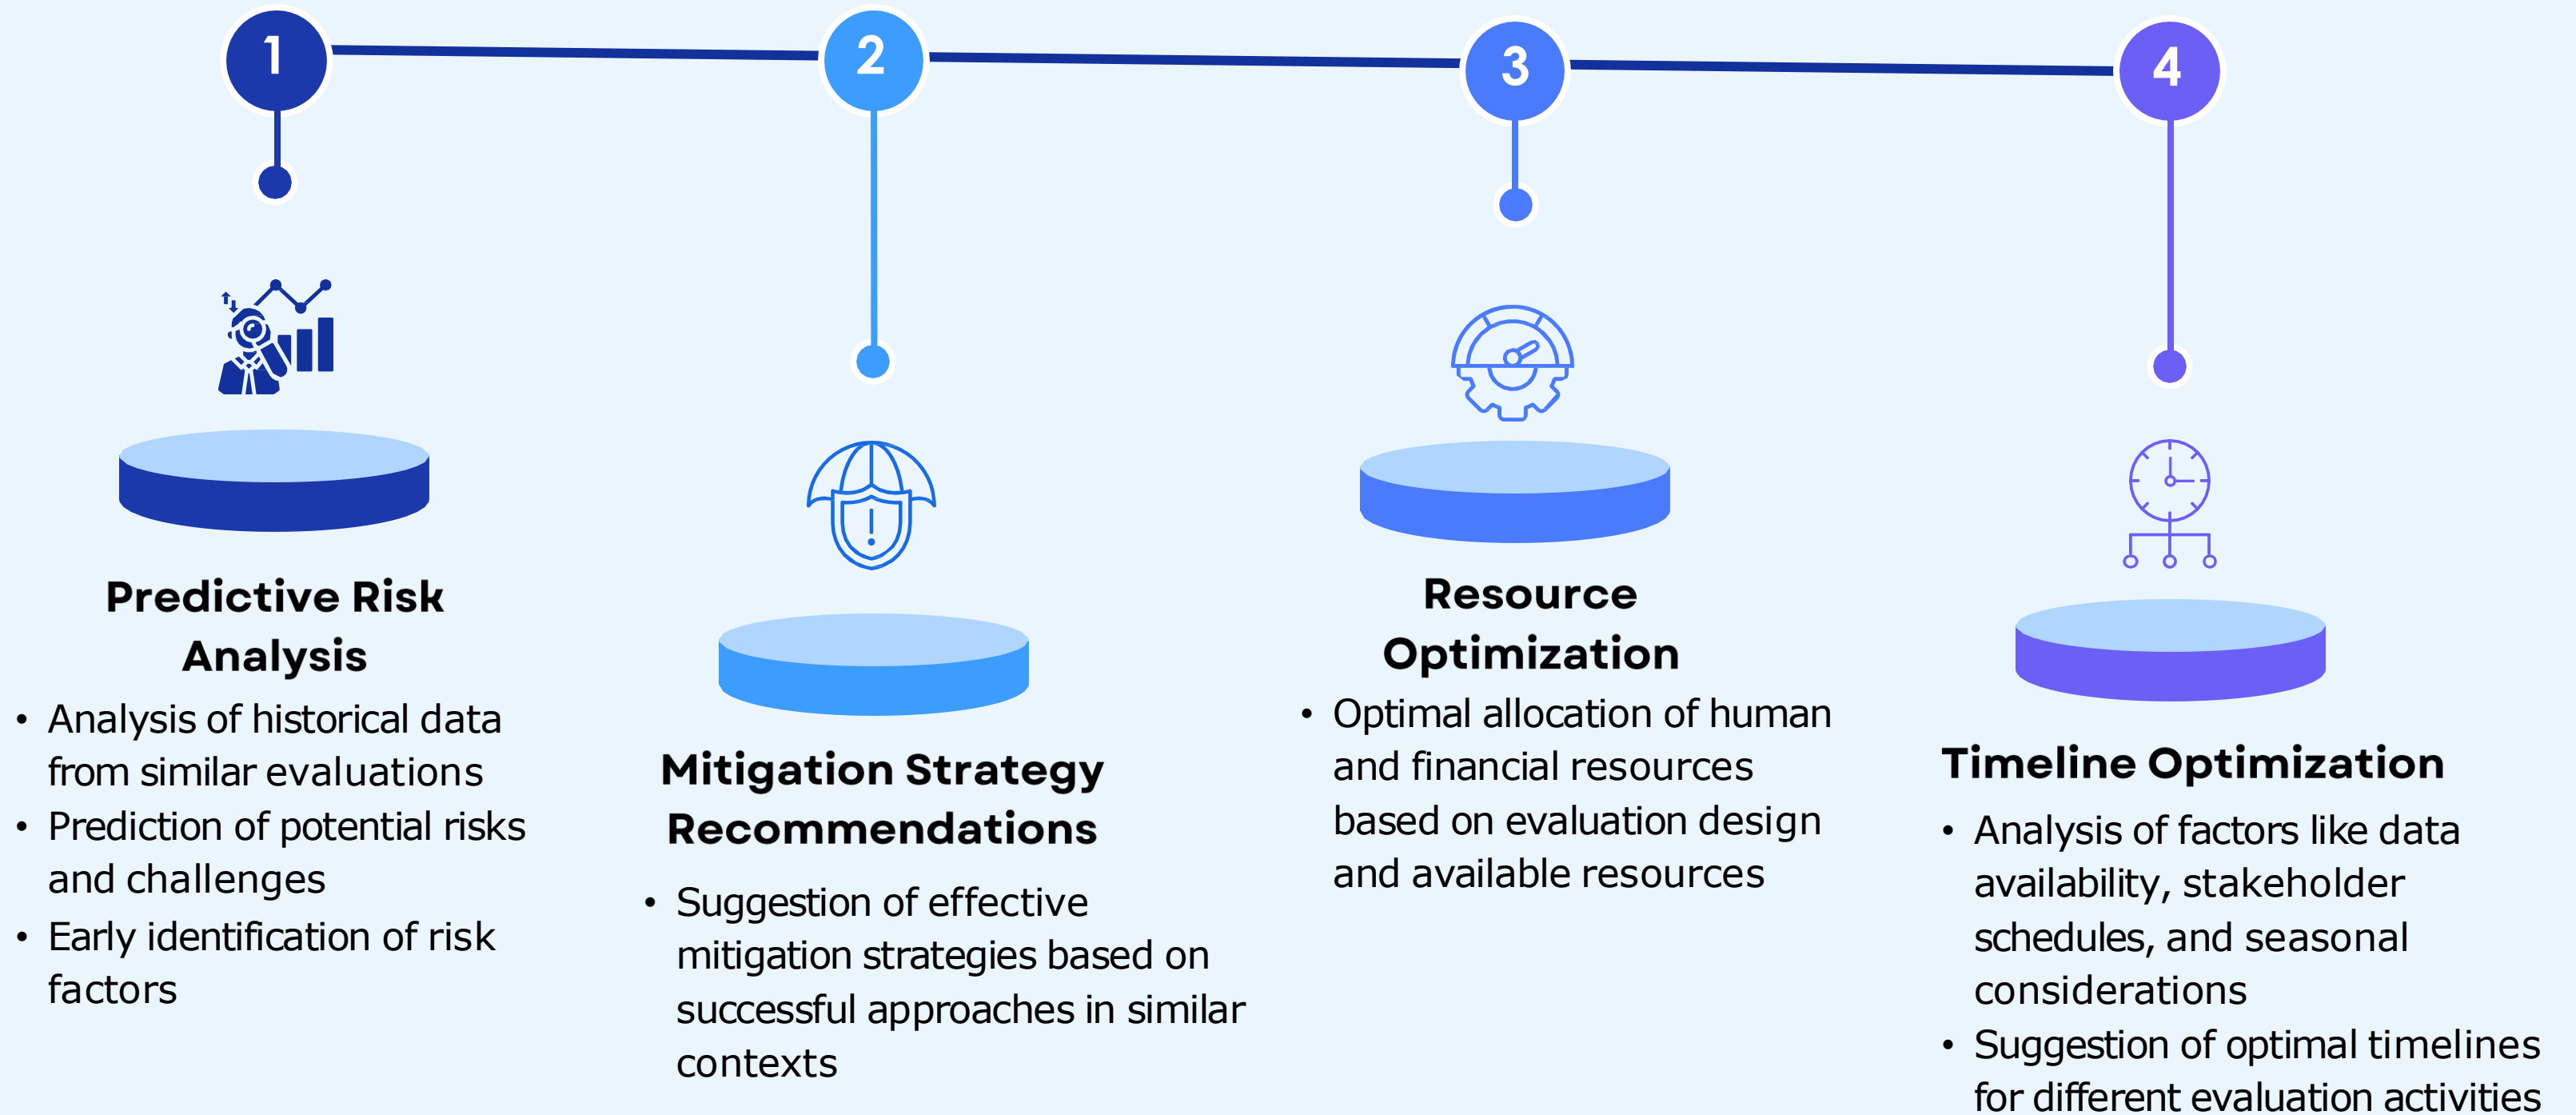 1
2
3
4
Predictive Risk
Analysis
• Analysis of historical data
from similar evaluations
• Prediction of potential risks
and challenges
• Early identification of risk
factors
Mitigation Strategy
Recommendations
• Suggestion of effective
mitigation strategies based on
successful approaches in similar
contexts
Resource
Optimization
• Optimal allocation of human
and financial resources
based on evaluation design
and available resources
Timeline Optimization
• Analysis of factors like data
availability, stakeholder
schedules, and seasonal
considerations
• Suggestion of optimal timelines
for different evaluation activities